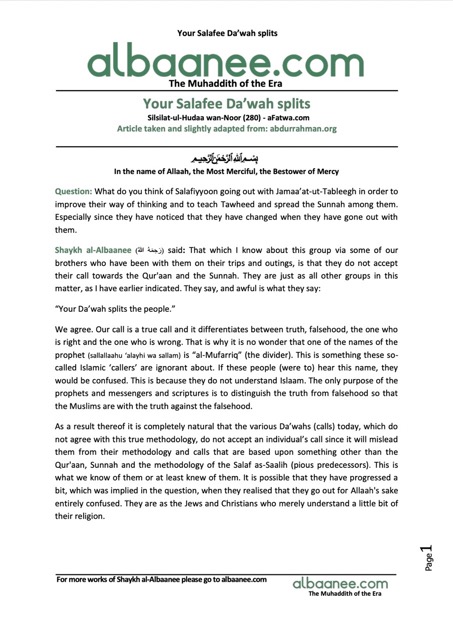 Your Salafee Da’wah splits
albaanee.com
The Muhaddith of the Era
Your Salafee Da’wah splits
Silsilat-ul-Hudaa wan-Noor (280) - aFatwa.com
Article taken and slightly adapted from: abdurrahman.org
بِسْمِ اللَّهِ الرَّحْمَنِ الرَّحِيمِ
In the name of Allaah, the Most Merciful, the Bestower of Mercy
Question: What do you think of Salafiyyoon going out with Jamaa’at-ut-Tableegh in order to
improve their way of thinking and to teach Tawheed and spread the Sunnah among them.
Especially since they have noticed that they have changed when they have gone out with
them.
Shaykh al-Albaanee (رَحِمَهُ اللهُ) said: That which I know about this group via some of our
brothers who have been with them on their trips and outings, is that they do not accept
their call towards the Qur'aan and the Sunnah. They are just as all other groups in this
matter, as I have earlier indicated. They say, and awful is what they say:
“Your Da’wah splits the people.”
We agree. Our call is a true call and it differentiates between truth, falsehood, the one who
is right and the one who is wrong. That is why it is no wonder that one of the names of the
prophet (sallallaahu ‘alayhi wa sallam) is “al-Mufarriq” (the divider). This is something these so-
called Islamic ‘callers’ are ignorant about. If these people (were to) hear this name, they
would be confused. This is because they do not understand Islaam. The only purpose of the
prophets and messengers and scriptures is to distinguish the truth from falsehood so that
the Muslims are with the truth against the falsehood.
As a result thereof it is completely natural that the various Da’wahs (calls) today, which do
not agree with this true methodology, do not accept an individual’s call since it will mislead
them from their methodology and calls that are based upon something other than the
Qur'aan, Sunnah and the methodology of the Salaf as-Saalih (pious predecessors). This is
what we know of them or at least knew of them. It is possible that they have progressed a
bit, which was implied in the question, when they realised that they go out for Allaah's sake
entirely confused. They are as the Jews and Christians who merely understand a little bit of
their religion.
Page 1
For more works of Shaykh al-Albaanee please go to albaanee.com
albaanee.com
The Muhaddith of the Era